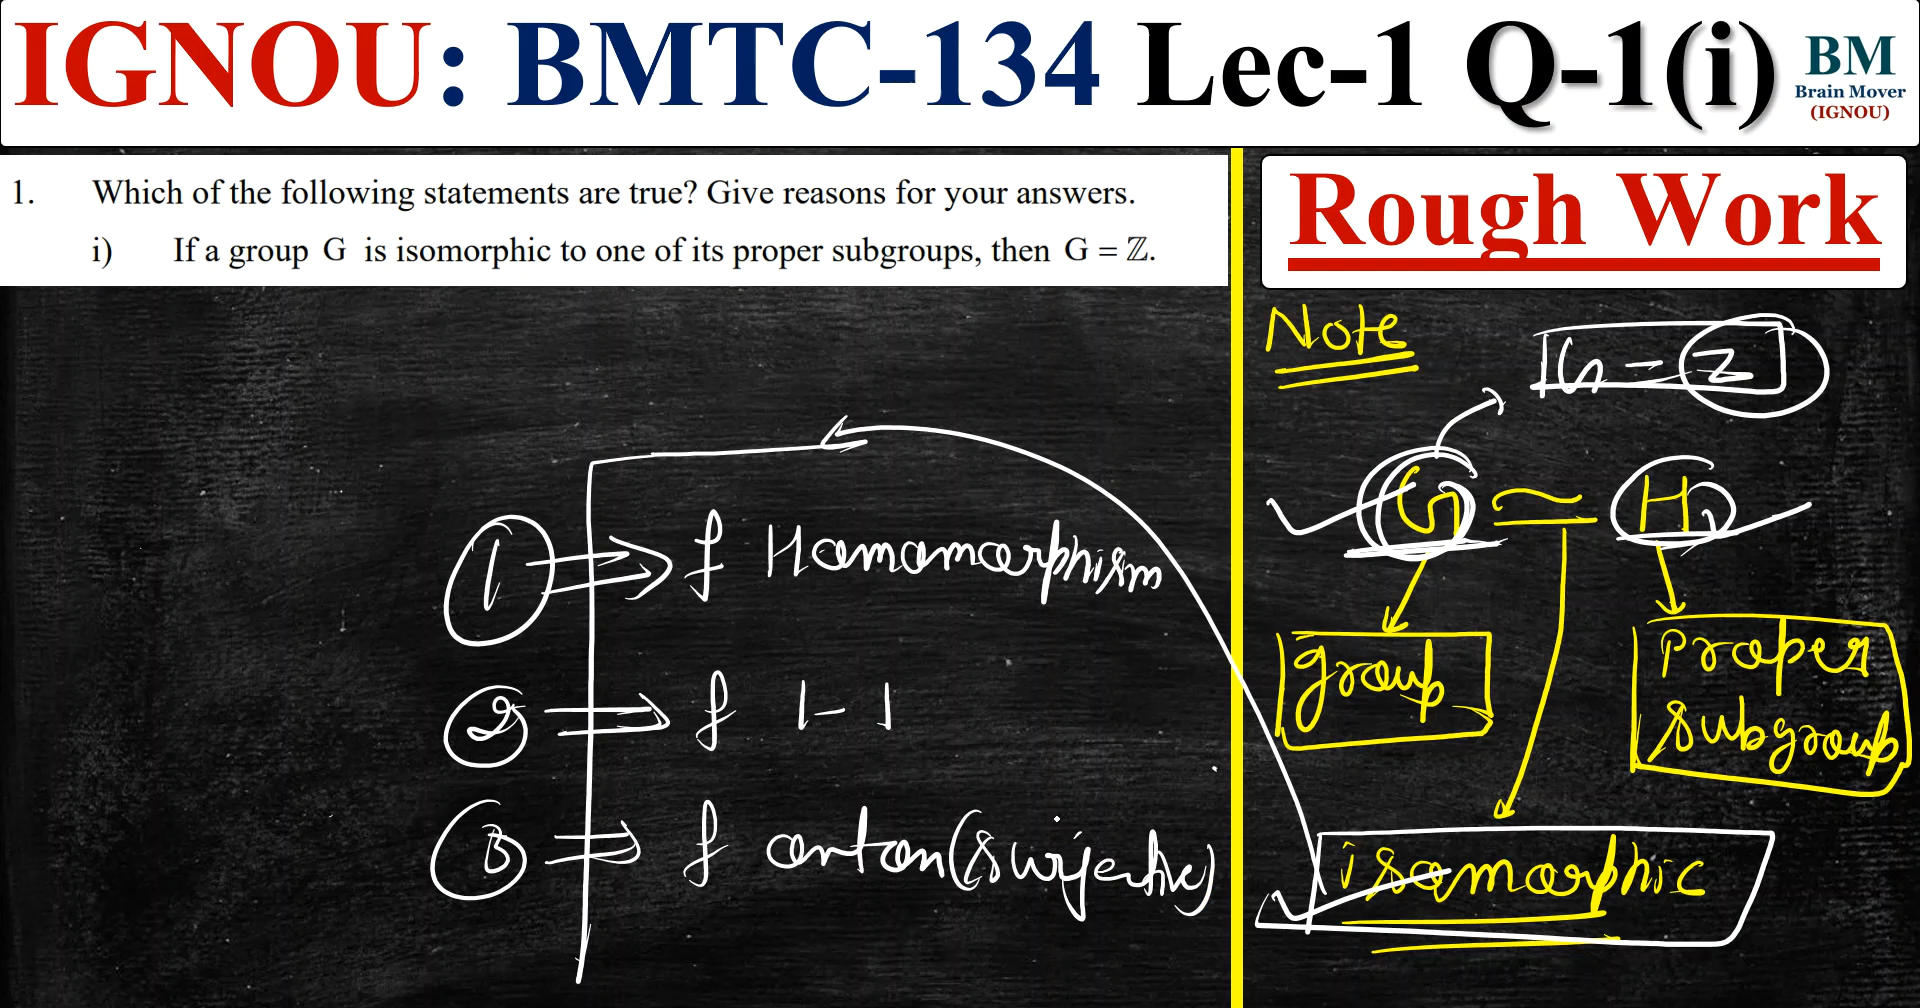 IGNOU: BMTC-134 Lec-1 Q-1(i)
BM
Brain Mover
(IGNOU)
1. Which of the following statements are true? Give reasons for your answers.
i) If a group G is isomorphic to one of its proper subgroups, then G = ℤ.
Rough Work
Note
G = Z
G ≅ H
group
Proper
subgroup
isomorphic
1 ⇒ f Homomorphism
2 ⇒ f 1-1
3 ⇒ f onton (surjective)